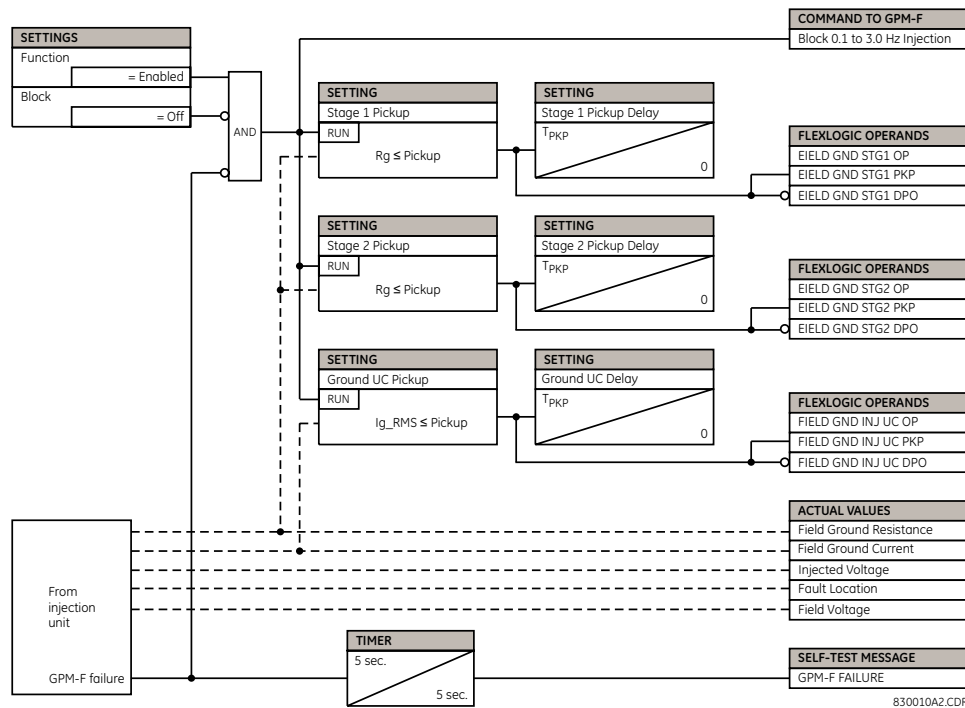 SETTINGS
Function
= Enabled
Block
= Off
AND
COMMAND TO GPM-F
Block 0.1 to 3.0 Hz Injection
SETTING
Stage 1 Pickup
RUN
Rg ≤ Pickup
SETTING
Stage 1 Pickup Delay
TPKP
0
FLEXLOGIC OPERANDS
EIELD GND STG1 OP
EIELD GND STG1 PKP
EIELD GND STG1 DPO
SETTING
Stage 2 Pickup
RUN
Rg ≤ Pickup
SETTING
Stage 2 Pickup Delay
TPKP
0
FLEXLOGIC OPERANDS
EIELD GND STG2 OP
EIELD GND STG2 PKP
EIELD GND STG2 DPO
SETTING
Ground UC Pickup
RUN
Ig_RMS ≤ Pickup
SETTING
Ground UC Delay
TPKP
0
FLEXLOGIC OPERANDS
FIELD GND INJ UC OP
FIELD GND INJ UC PKP
FIELD GND INJ UC DPO
From
injection
unit
GPM-F failure
ACTUAL VALUES
Field Ground Resistance
Field Ground Current
Injected Voltage
Fault Location
Field Voltage
TIMER
5 sec.
5 sec.
SELF-TEST MESSAGE
GPM-F FAILURE
830010A2.CDR